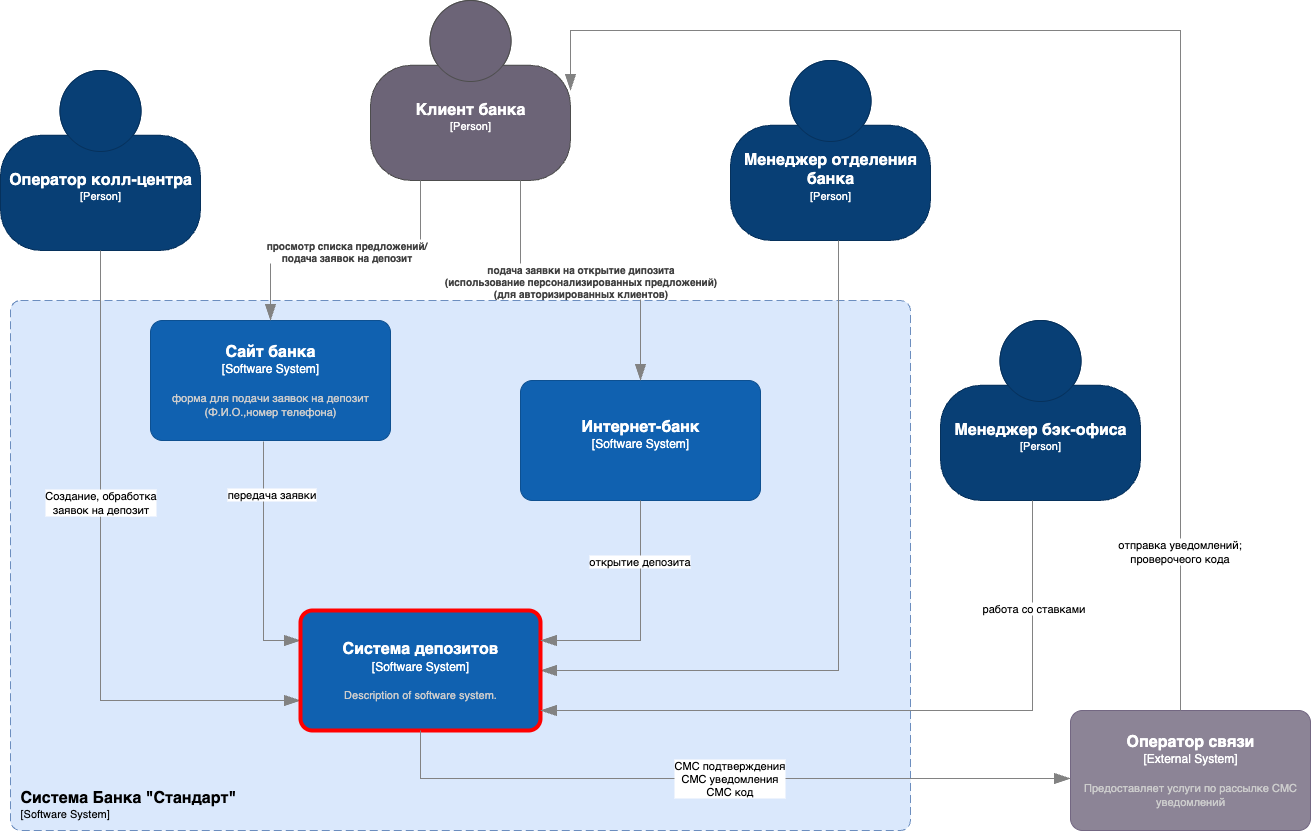 Клиент банка
[Person]
Оператор колл-центра
[Person]
Менеджер отделения
банка
[Person]
просмотр списка предложений/
подача заявок на депозит
подача заявки на открытие дипозита
(использование персонализированных предложений)
(для авторизированных клиентов)
Сайт банка
[Software System]
форма для подачи заявок на депозит
(Ф.И.О.,номер телефона)
Интернет-банк
[Software System]
Менеджер бэк-офиса
[Person]
Создание, обработка
заявок на депозит
передача заявки
открытие депозита
отправка уведомлений;
проверочеого кода
работа со ставками
Система депозитов
[Software System]
Description of software system.
СМС подтверждения
СМС уведомления
СМС код
Оператор связи
[External System]
Предоставляет услуги по рассылке СМС
уведомлений
Система Банка "Стандарт"
[Software System]